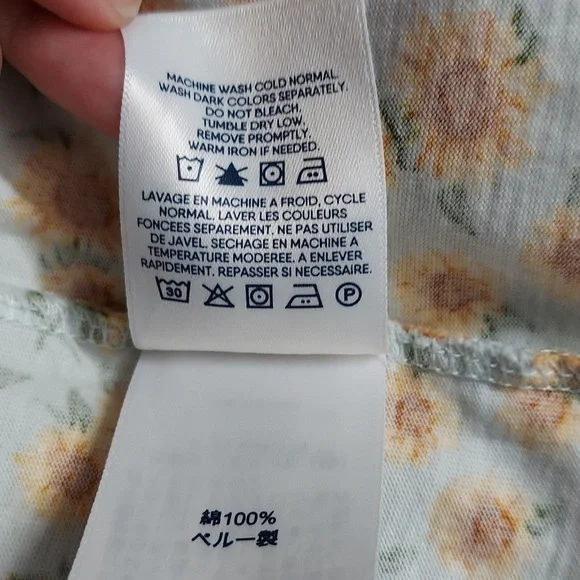 MACHINE WASH COLD NORMAL.
WASH DARK COLORS SEPARATELY.
DO NOT BLEACH.
TUMBLE DRY LOW.
REMOVE PROMPTLY.
WARM IRON IF NEEDED.
LAVAGE EN MACHINE A FROID, CYCLE
NORMAL. LAVER LES COULEURS
FONCEES SEPAREMENT. NE PAS UTILISER
DE JAVEL. SECHAGE EN MACHINE A
TEMPERATURE MODEREE. A ENLEVER
RAPIDEMENT. REPASSER SI NECESSAIRE.
30 P
綿100%
ペルー製